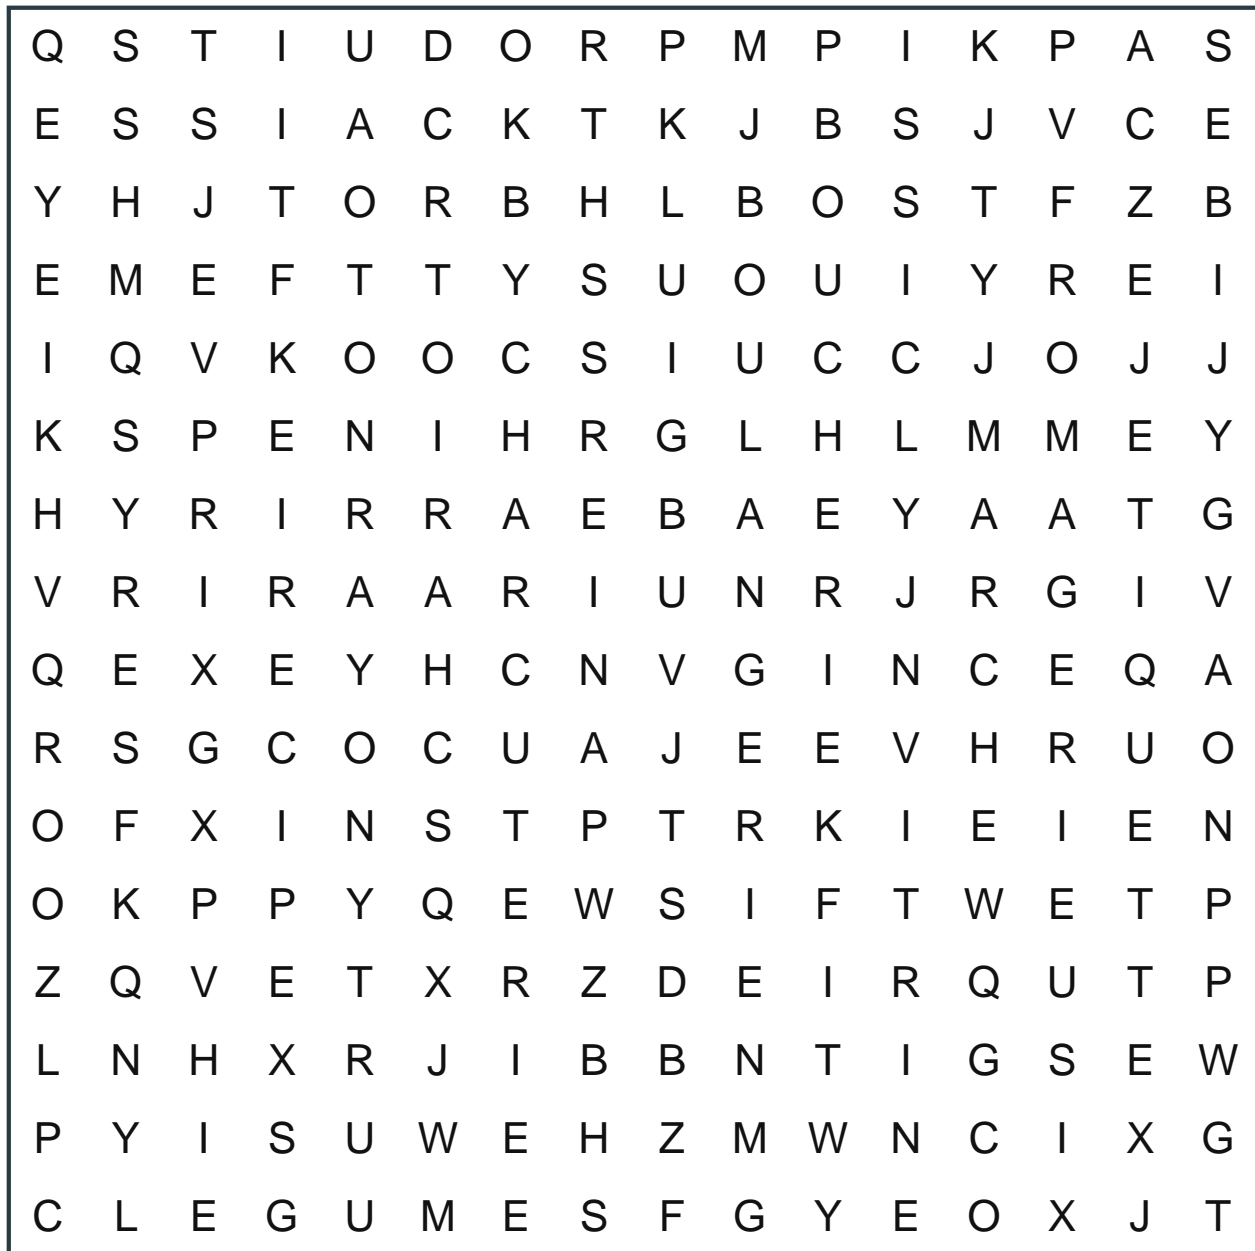 Q S T I U D O R P M P I K P A S
E S S I A C K T K J B S J V C E
Y H J T O R B H L B O S T F Z B
E M E F T T Y S U O U I Y R E I
I Q V K O O C S I U C C J O J J
K S P E N I H R G L H L M M E Y
H Y R I R R A E B A E Y A A T G
V R I R A A R I U N R J R G I V
Q E X E Y H C N V G I N C E Q A
R S G C O C U A J E E V H R U O
O F X I N S T P T R K I E I E N
O K P P Y Q E W S I F T W E T P
Z Q V E T X R Z D E I R Q U T P
L N H X R J I B B N T I G S E W
P Y I S U W E H Z M W N C I X G
C L E G U M E S F G Y E O X J T